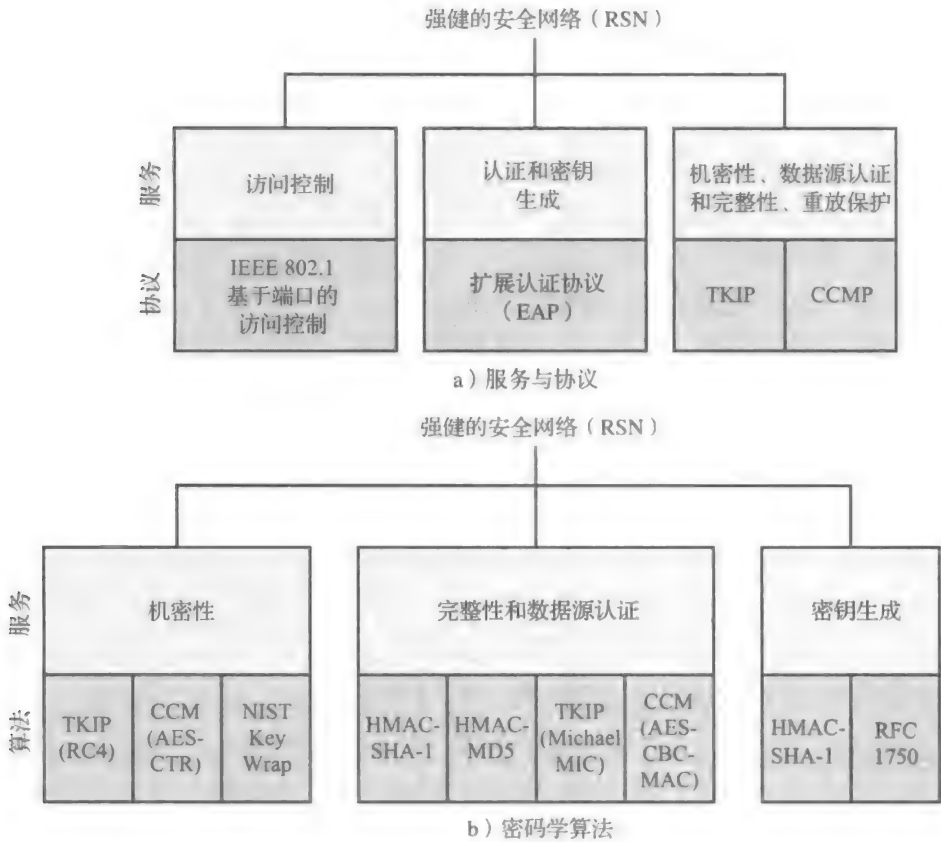 强健的安全网络（RSN）
服务
访问控制
认证和密钥
生成
机密性、数据源认证
和完整性、重放保护
协议
IEEE 802.1
基于端口的
访问控制
扩展认证协议
（EAP）
TKIP
CCMP
a）服务与协议
强健的安全网络（RSN）
服务
机密性
完整性和数据源认证
密钥生成
算法
TKIP
(RC4)
CCM
(AES-
CTR)
NIST
Key
Wrap
HMAC-
SHA-1
HMAC-
MD5
TKIP
(Michael
MIC)
CCM
(AES-
CBC-
MAC)
HMAC-
SHA-1
RFC
1750
b）密码学算法